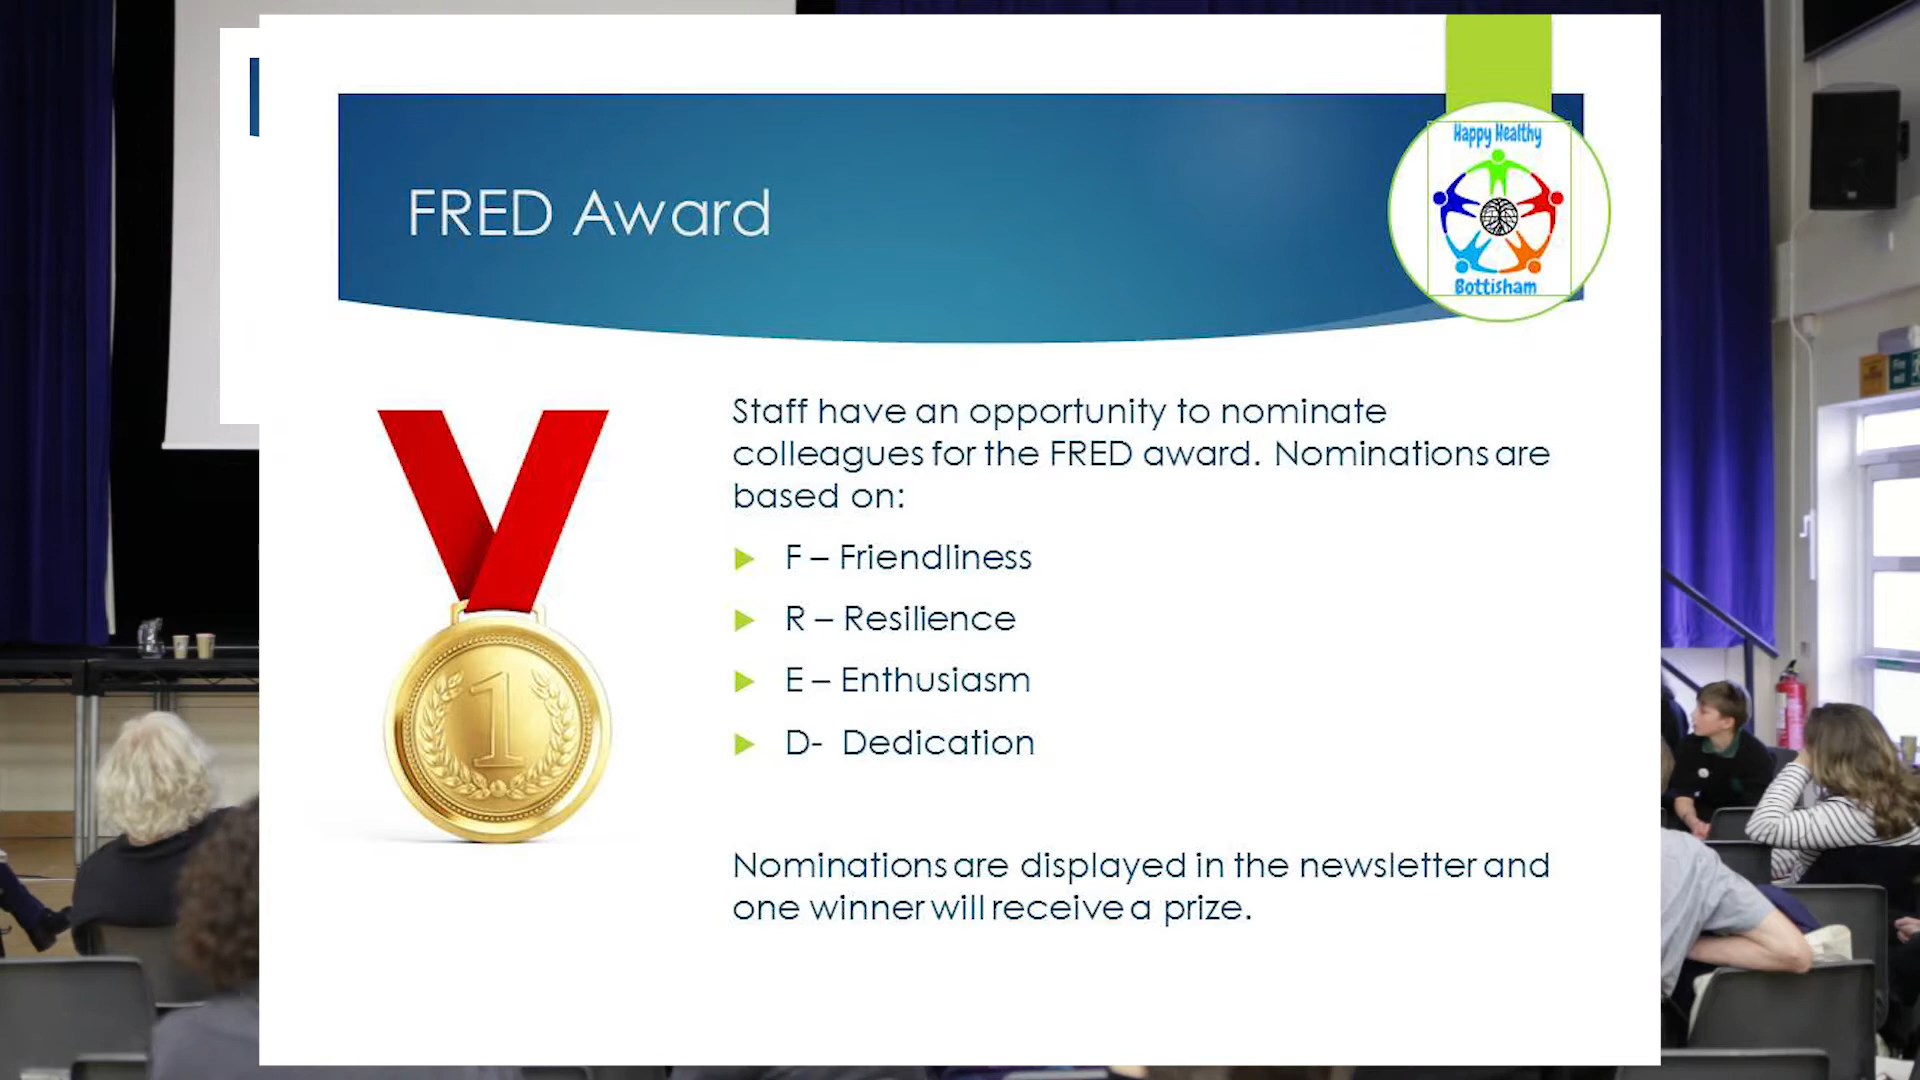 Happy Healthy
Bottisham
FRED Award
Staff have an opportunity to nominate
colleagues for the FRED award. Nominations are
based on:
F – Friendliness
R – Resilience
E – Enthusiasm
D- Dedication
Nominations are displayed in the newsletter and
one winner will receive a prize.
1